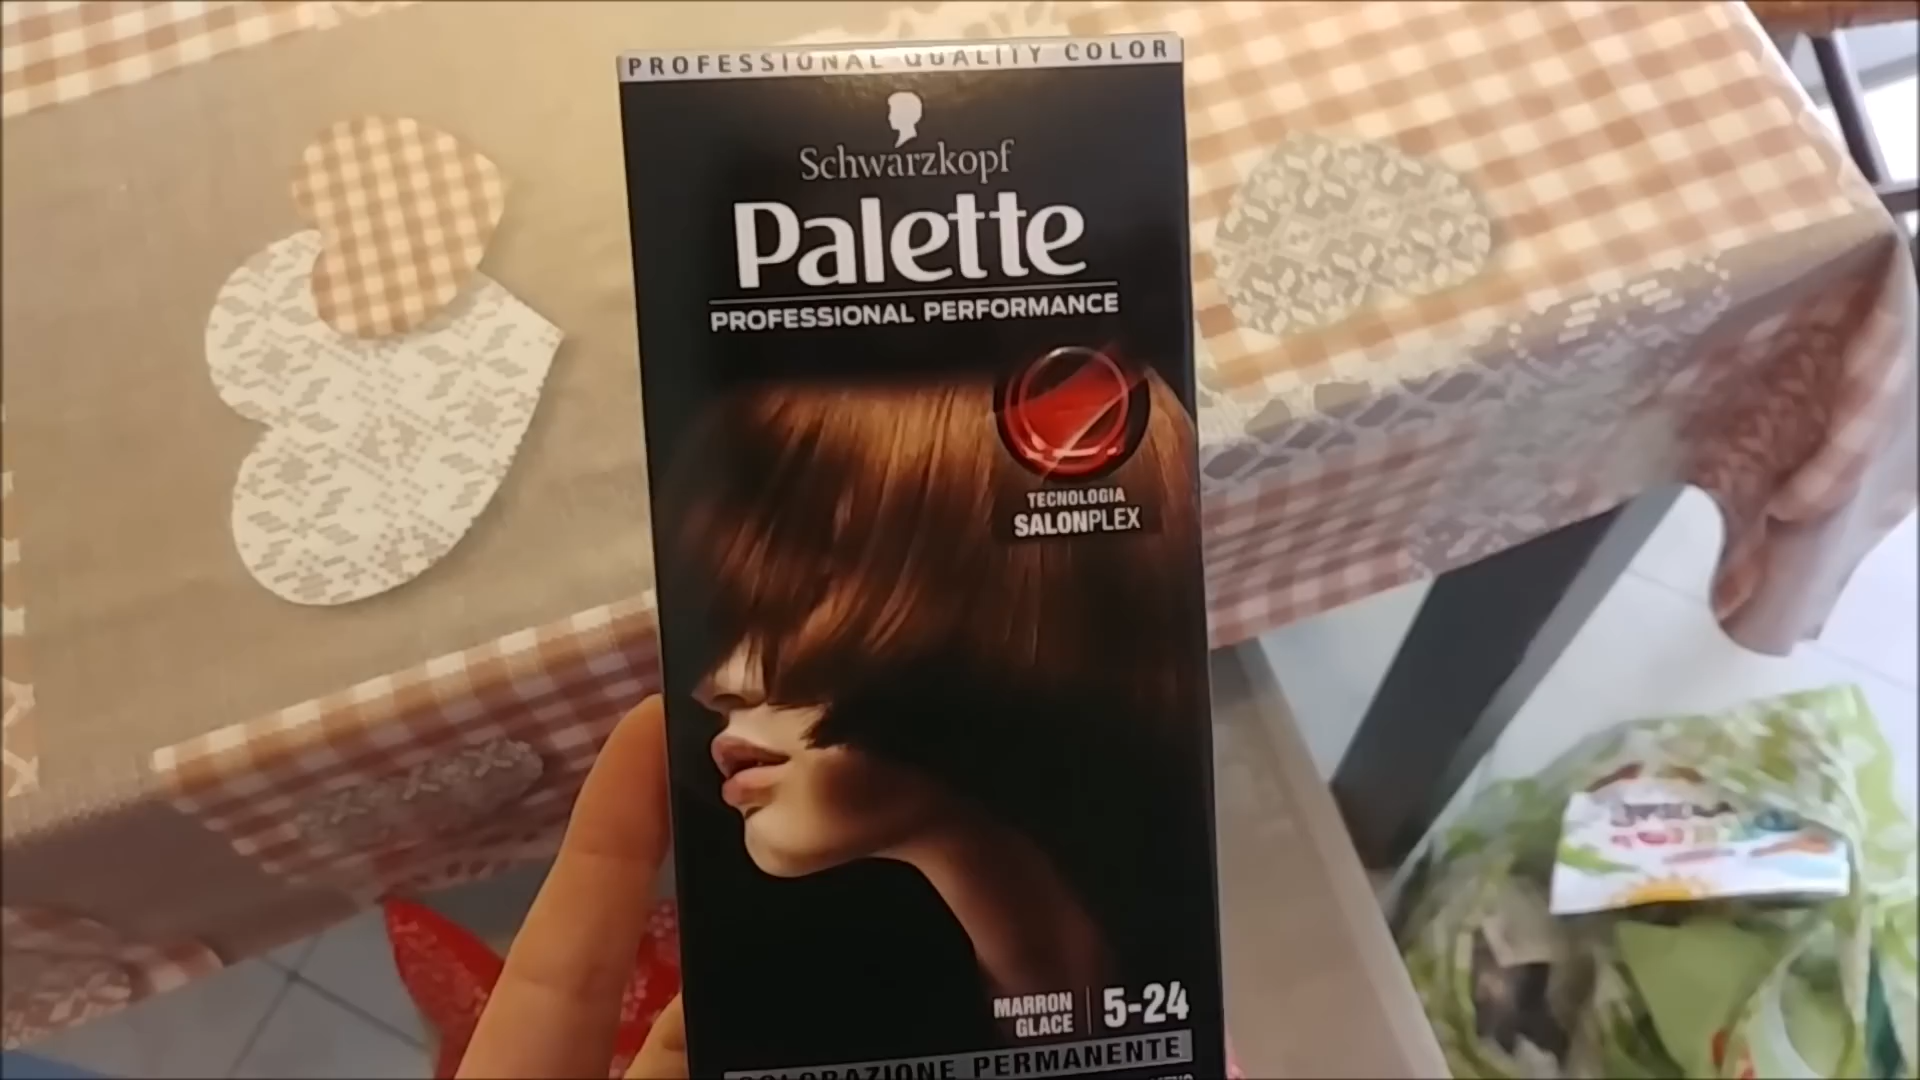 PROFESSIONAL QUALITY COLOR
Schwarzkopf
Palette
PROFESSIONAL PERFORMANCE
TECNOLOGIA
SALONPLEX
MARRON
GLACE
5-24
COLORAZIONE PERMANENTE